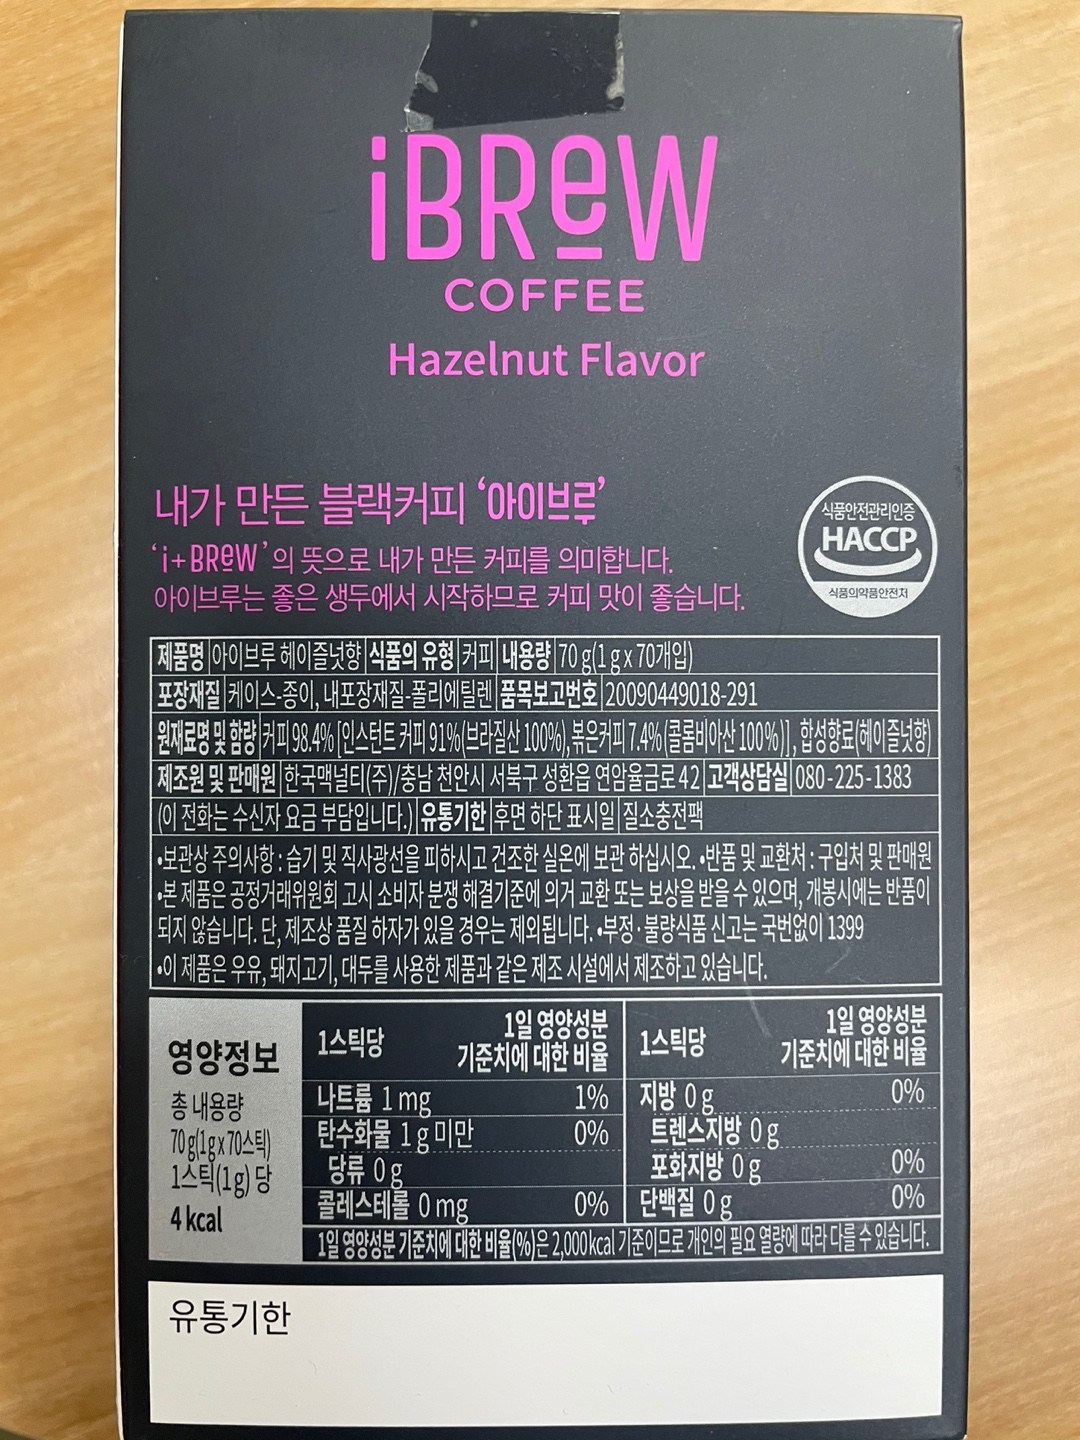 iBREW
COFFEE
Hazelnut Flavor
내가 만든 블랙커피 ‘아이브루’
‘i+BREW’의 뜻으로 내가 만든 커피를 의미합니다.
아이브루는 좋은 생두에서 시작하므로 커피 맛이 좋습니다.
식품안전관리인증
HACCP
식품의약품안전처
제품명 아이브루 헤이즐넛향 식품의 유형 커피 내용량 70 g(1 g x 70개입)
포장재질 케이스-종이, 내포장재질-폴리에틸렌 품목보고번호 20090449018-291
원재료명 및 함량 커피 98.4% [인스턴트 커피 91%(브라질산 100%), 볶은커피 7.4% (콜롬비아산 100%)], 합성향료(헤이즐넛향)
제조원 및 판매원 한국맥널티(주)/충남 천안시 서북구 성환읍 연암율금로 42 고객상담실 080-225-1383
(이 전화는 수신자 요금 부담입니다.) 유통기한 후면 하단 표시일 질소충전팩
•보관상 주의사항 : 습기 및 직사광선을 피하시고 건조한 실온에 보관 하십시오. •반품 및 교환처 : 구입처 및 판매원
•본 제품은 공정거래위원회 고시 소비자 분쟁 해결기준에 의거 교환 또는 보상을 받을 수 있으며, 개봉시에는 반품이
되지 않습니다. 단, 제조상 품질 하자가 있을 경우는 제외됩니다. •부정·불량식품 신고는 국번없이 1399
•이 제품은 우유, 돼지고기, 대두를 사용한 제품과 같은 제조 시설에서 제조하고 있습니다.
영양정보
총 내용량
70 g(1g x 70스틱)
1스틱(1g) 당
4 kcal
1스틱당 1일 영양성분
기준치에 대한 비율
나트륨 1 mg 1%
탄수화물 1 g 미만 0%
당류 0 g
콜레스테롤 0 mg 0%
1스틱당 1일 영양성분
기준치에 대한 비율
지방 0 g 0%
트렌스지방 0 g
포화지방 0 g 0%
단백질 0 g 0%
1일 영양성분 기준치에 대한 비율(%)은 2,000kcal 기준이므로 개인의 필요 열량에 따라 다를 수 있습니다.
유통기한